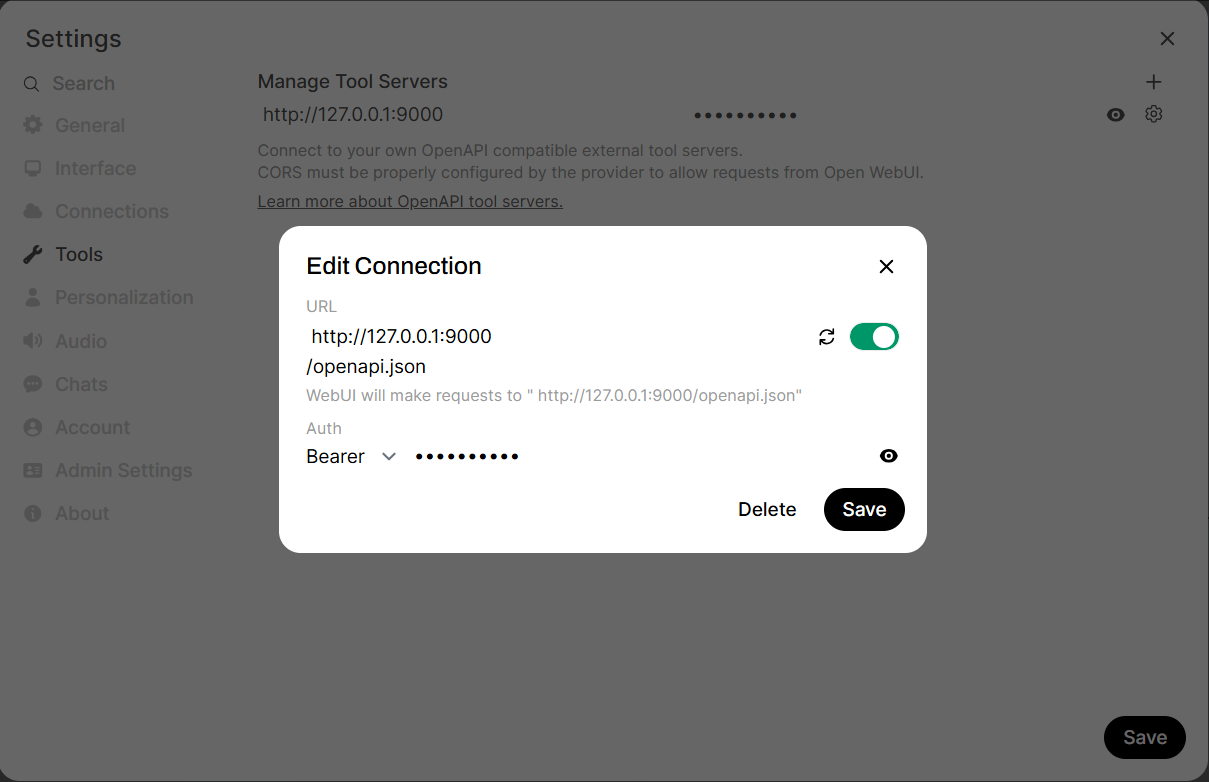 Settings
Search
General
Interface
Connections
Tools
Personalization
Audio
Chats
Account
Admin Settings
About
Manage Tool Servers
http://127.0.0.1:9000 ••••••••••
Connect to your own OpenAPI compatible external tool servers.
CORS must be properly configured by the provider to allow requests from Open WebUI.
Learn more about OpenAPI tool servers.
Edit Connection
URL
http://127.0.0.1:9000
/openapi.json
WebUI will make requests to " http://127.0.0.1:9000/openapi.json"
Auth
Bearer ••••••••••
Delete Save
Save